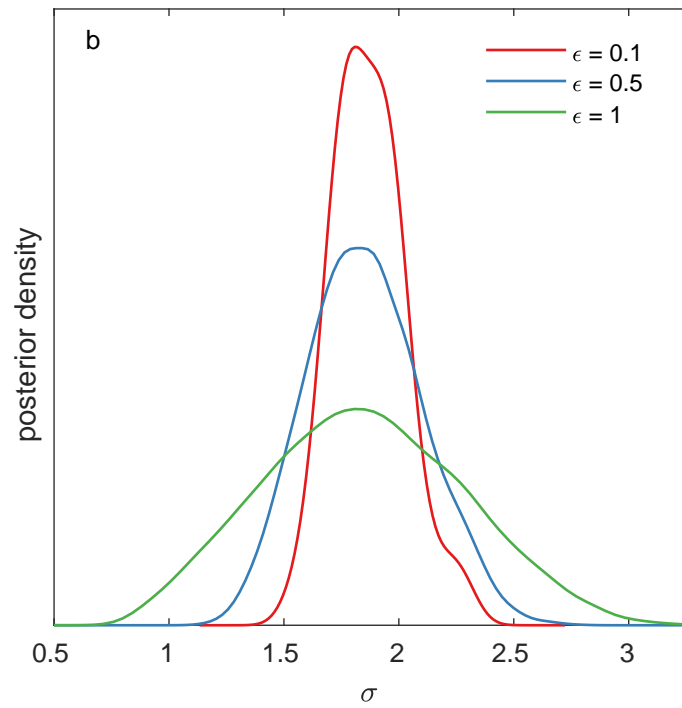 b
ϵ = 0.1
ϵ = 0.5
ϵ = 1
posterior density
0.5 1 1.5 2 2.5 3
σ